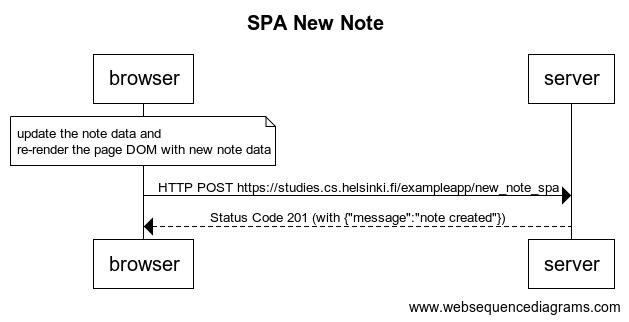 SPA New Note
browser
server
update the note data and
re-render the page DOM with new note data
HTTP POST https://studies.cs.helsinki.fi/exampleapp/new_note_spa
Status Code 201 (with {"message":"note created"})
browser
server
www.websequencediagrams.com